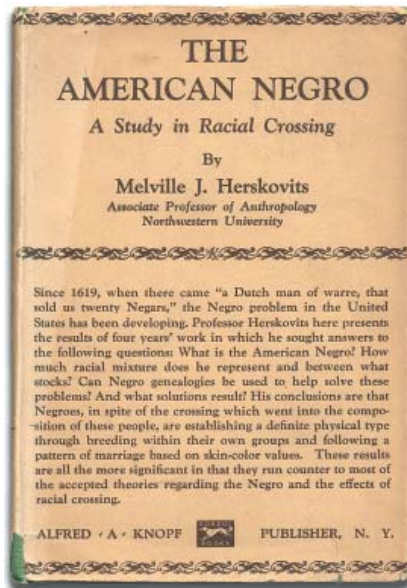 THE
AMERICAN NEGRO
A Study in Racial Crossing
By
Melville J. Herskovits
Associate Professor of Anthropology
Northwestern University
Since 1619, when there came "a Dutch man of warre, that
sold us twenty Negars," the Negro problem in the United
States has been developing. Professor Herskovits here presents
the results of four years' work in which he sought answers to
the following questions: What is the American Negro? How
much racial mixture does he represent and between what
stocks? Can Negro genealogies be used to help solve these
problems? And what solutions result? His conclusions are that
Negroes, in spite of the crossing which went into the compo-
sition of these people, are establishing a definite physical type
through breeding within their own groups and following a
pattern of marriage based on skin-color values. These results
are all the more significant in that they run counter to most of
the accepted theories regarding the Negro and the effects of
racial crossing.
ALFRED · A · KNOPF BORZOI BOOKS PUBLISHER, N. Y.